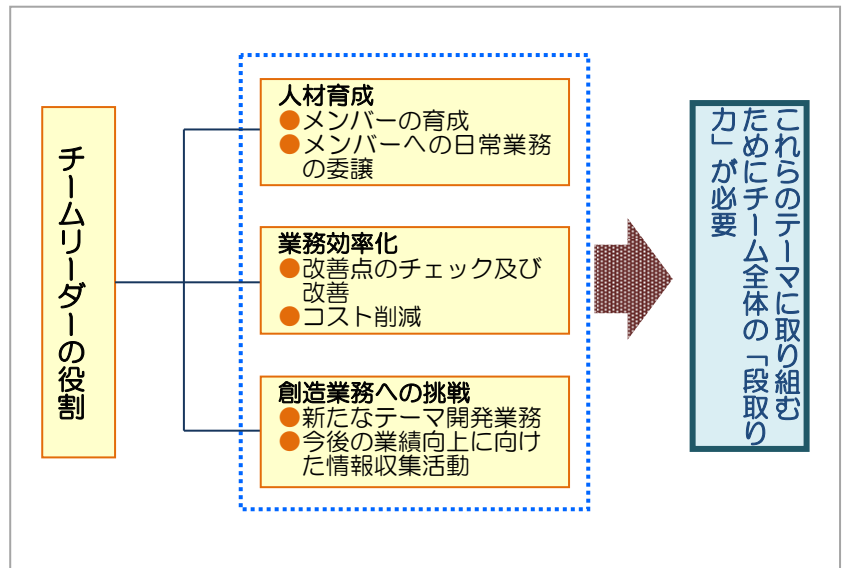 チームリーダーの役割
人材育成
●メンバーの育成
●メンバーへの日常業務
の委譲
業務効率化
●改善点のチェック及び
改善
●コスト削減
創造業務への挑戦
●新たなテーマ開発業務
●今後の業績向上に向け
た情報収集活動
これらのテーマに取り組む
ためにチーム全体の「段取り
力」が必要